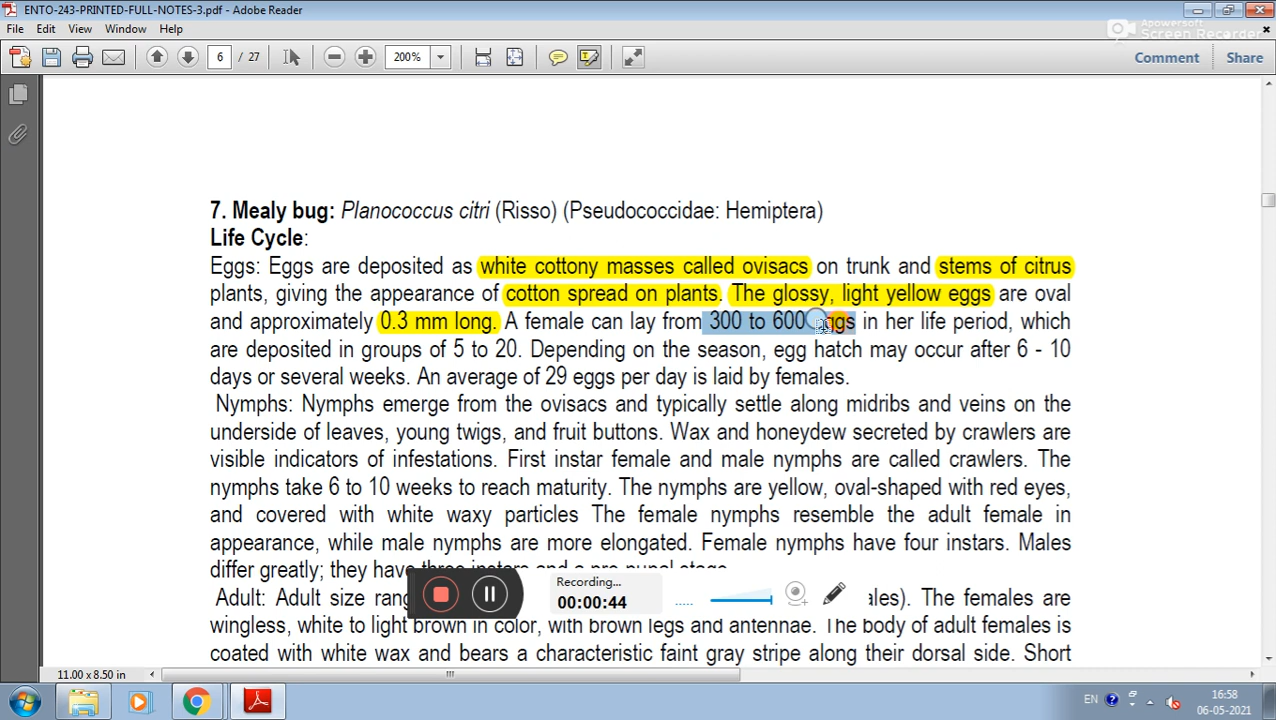 ENTO-243-PRINTED-FULL-NOTES-3.pdf - Adobe Reader
Apowersoft
Screen Recorder
File Edit View Window Help
6 / 27 200% Comment Share
7. Mealy bug: Planococcus citri (Risso) (Pseudococcidae: Hemiptera)
Life Cycle:
Eggs: Eggs are deposited as white cottony masses called ovisacs on trunk and stems of citrus
plants, giving the appearance of cotton spread on plants. The glossy, light yellow eggs are oval
and approximately 0.3 mm long. A female can lay from 300 to 600 eggs in her life period, which
are deposited in groups of 5 to 20. Depending on the season, egg hatch may occur after 6 - 10
days or several weeks. An average of 29 eggs per day is laid by females.
Nymphs: Nymphs emerge from the ovisacs and typically settle along midribs and veins on the
underside of leaves, young twigs, and fruit buttons. Wax and honeydew secreted by crawlers are
visible indicators of infestations. First instar female and male nymphs are called crawlers. The
nymphs take 6 to 10 weeks to reach maturity. The nymphs are yellow, oval-shaped with red eyes,
and covered with white waxy particles The female nymphs resemble the adult female in
appearance, while male nymphs are more elongated. Female nymphs have four instars. Males
differ greatly; they have three instars and a pre-pupal stage.
Recording...
00:00:44
Adult: Adult size rang ales). The females are
wingless, white to light brown in color, with brown legs and antennae. The body of adult females is
coated with white wax and bears a characteristic faint gray stripe along their dorsal side. Short
11.00 x 8.50 in
EN 16:58
06-05-2021